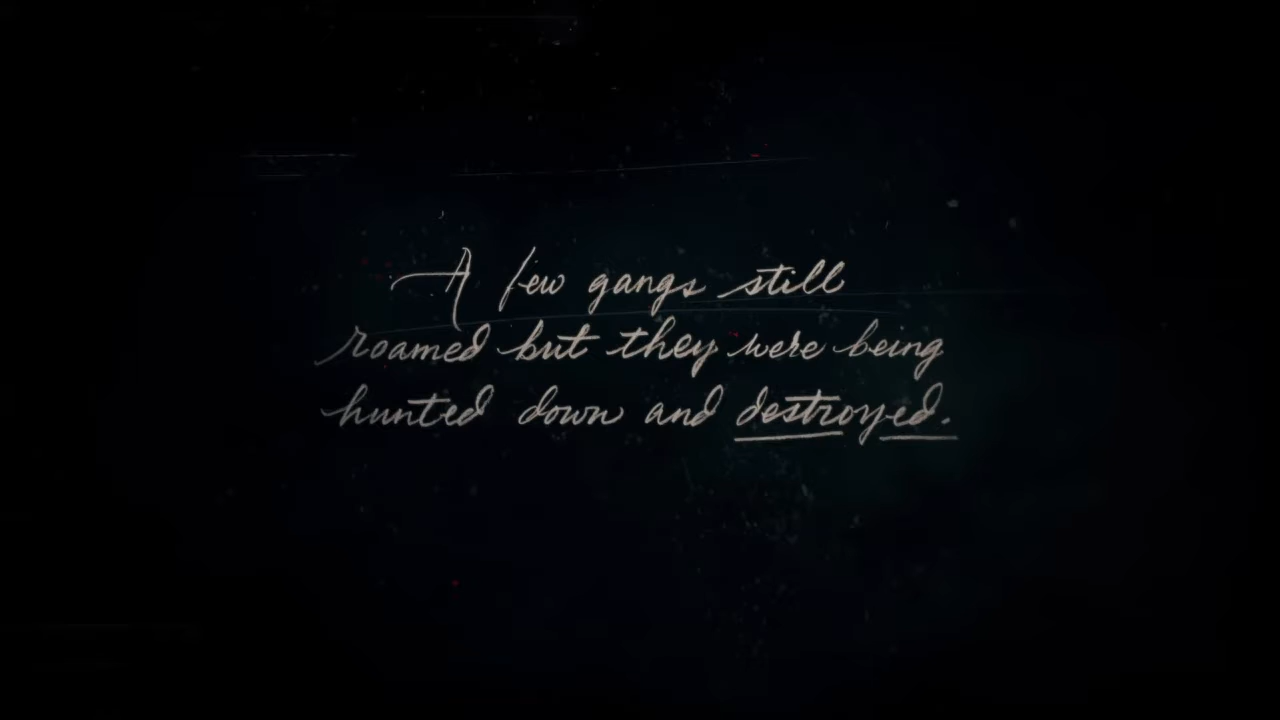 A few gangs still
roamed but they were being
hunted down and destroyed.